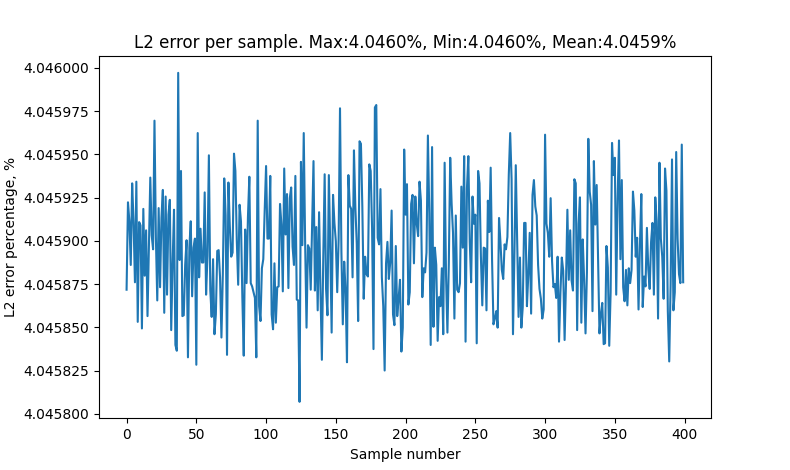 L2 error per sample. Max:4.0460%, Min:4.0460%, Mean:4.0459%
4.046000
4.045975
4.045950
4.045925
4.045900
4.045875
4.045850
4.045825
4.045800
L2 error percentage, %
0 50 100 150 200 250 300 350 400
Sample number